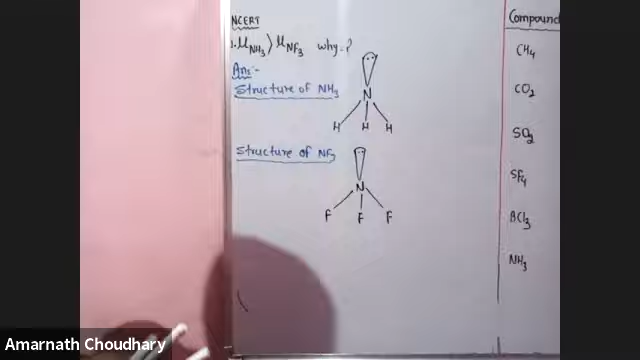 NCERT
μNH3 > μNF3 why?
Ans:-
Structure of NH3
N
H H H
Structure of NF3
N
F F F
Compound
CH4
CO2
SO2
SF4
BCl3
NH3
Amarnath Choudhary